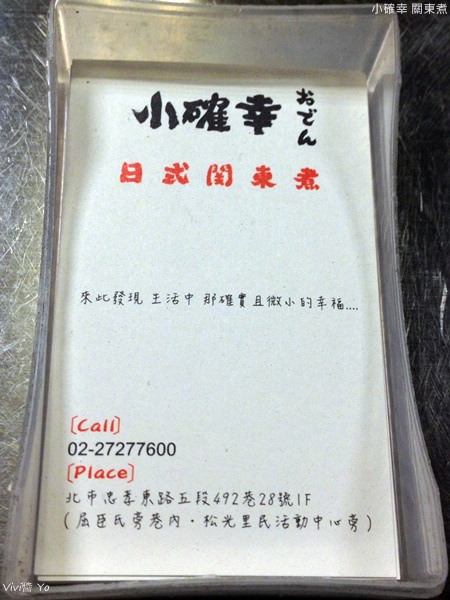 小確幸 關東煮
小確幸
おでん
日式関東煮
來此發現 生活中 那確實且微小的幸福....
[Call]
02-27277600
[Place]
北市忠孝東路五段492巷28號1F
(屈臣氏旁巷內・松光里民活動中心旁)
Vivi醬 Yo